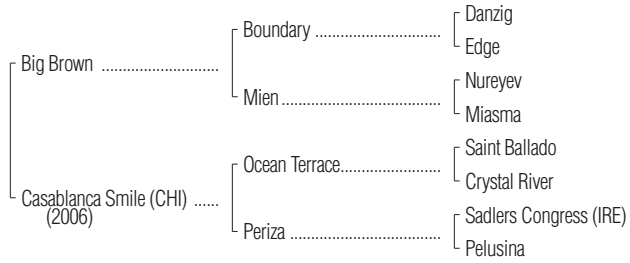 Danzig
Boundary ......................................
Edge
Big Brown ....................................
Nureyev
Mien.................................................
Miasma
Saint Ballado
Ocean Terrace...............................
Crystal River
Casablanca Smile (CHI) ......
(2006)
Sadlers Congress (IRE)
Periza ..............................................
Pelusina